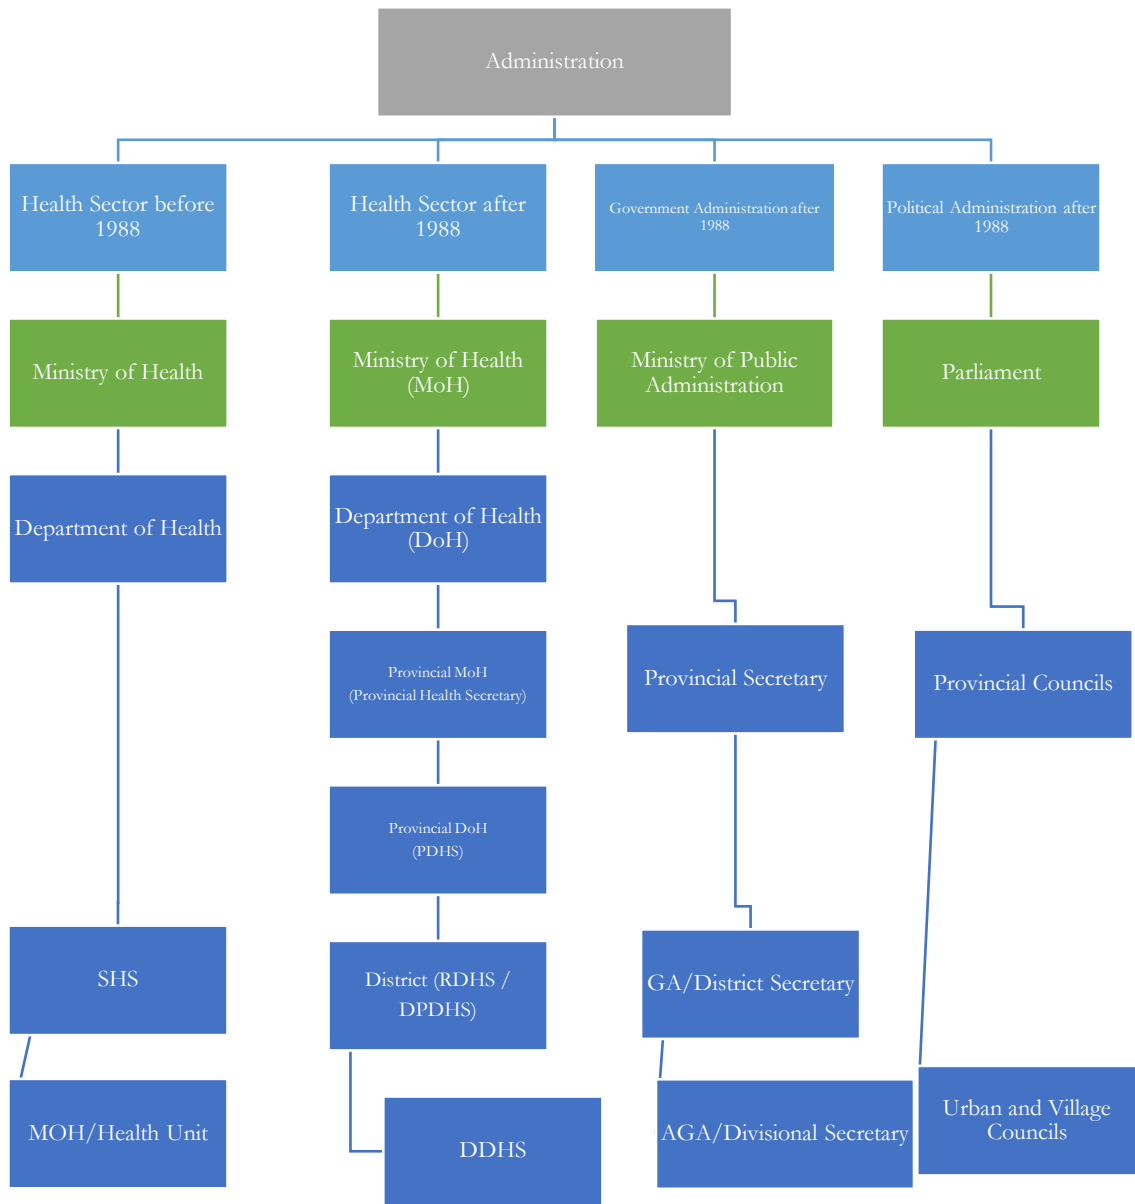 Administration
Health Sector before
1988
Health Sector after
1988
Government Administration after
1988
Political Administration after
1988
Ministry of Health
Ministry of Health
(MoH)
Ministry of Public
Administration
Parliament
Department of Health
Department of Health
(DoH)
Provincial MoH
(Provincial Health Secretary)
Provincial Secretary
Provincial Councils
Provincial DoH
(PDHS)
SHS
District (RDHS /
DPDHS)
GA/District Secretary
MOH/Health Unit
DDHS
AGA/Divisional Secretary
Urban and Village
Councils